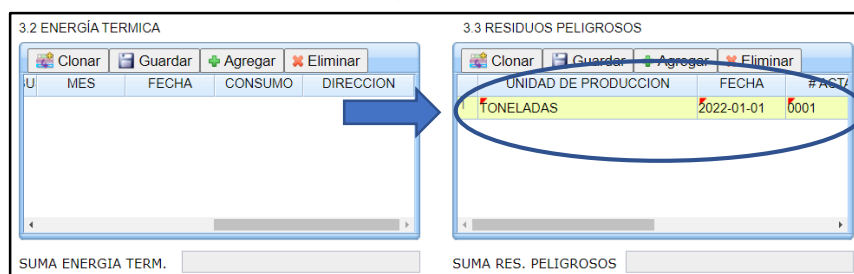 3.2 ENERGÍA TERMICA
Clonar Guardar Agregar Eliminar
MES FECHA CONSUMO DIRECCION
SUMA ENERGIA TERM.
3.3 RESIDUOS PELIGROSOS
Clonar Guardar Agregar Eliminar
UNIDAD DE PRODUCCION FECHA # ACTA
TONELADAS 2022-01-01 0001
SUMA RES. PELIGROSOS